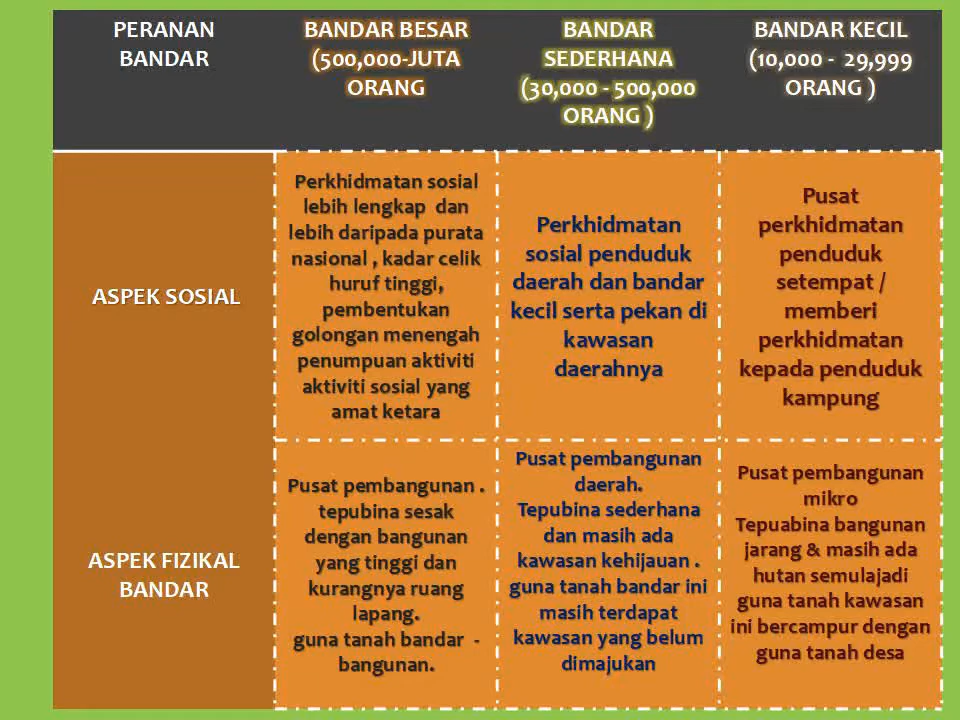 PERANAN
BANDAR
BANDAR BESAR
(500,000-JUTA
ORANG
BANDAR
SEDERHANA
(30,000 - 500,000
ORANG )
BANDAR KECIL
(10,000 - 29,999
ORANG )
ASPEK SOSIAL
Perkhidmatan sosial
lebih lengkap dan
lebih daripada purata
nasional , kadar celik
huruf tinggi,
pembentukan
golongan menengah
penumpuan aktiviti
aktiviti sosial yang
amat ketara
Perkhidmatan
sosial penduduk
daerah dan bandar
kecil serta pekan di
kawasan
daerahnya
Pusat
perkhidmatan
penduduk
setempat /
memberi
perkhidmatan
kepada penduduk
kampung
ASPEK FIZIKAL
BANDAR
Pusat pembangunan .
tepubina sesak
dengan bangunan
yang tinggi dan
kurangnya ruang
lapang.
guna tanah bandar -
bangunan.
Pusat pembangunan
daerah.
Tepubina sederhana
dan masih ada
kawasan kehijauan .
guna tanah bandar ini
masih terdapat
kawasan yang belum
dimajukan
Pusat pembangunan
mikro
Tepuabina bangunan
jarang & masih ada
hutan semulajadi
guna tanah kawasan
ini bercampur dengan
guna tanah desa